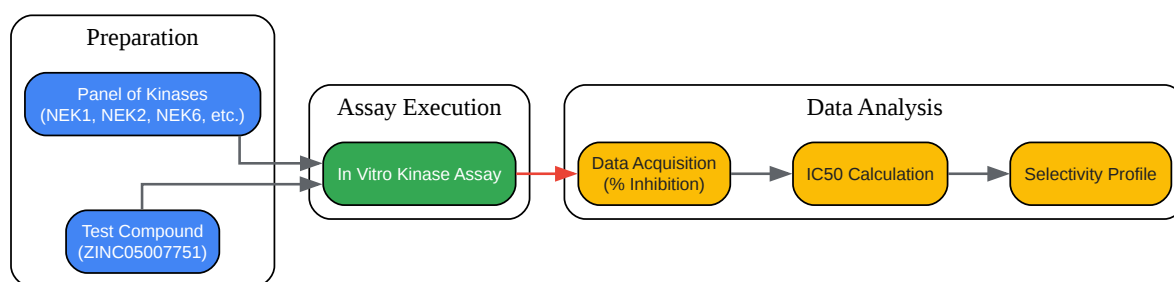 Preparation
Panel of Kinases
(NEK1, NEK2, NEK6, etc.)
Test Compound
(ZINC05007751)
Assay Execution
In Vitro Kinase Assay
Data Analysis
Data Acquisition
(% Inhibition)
IC50 Calculation
Selectivity Profile